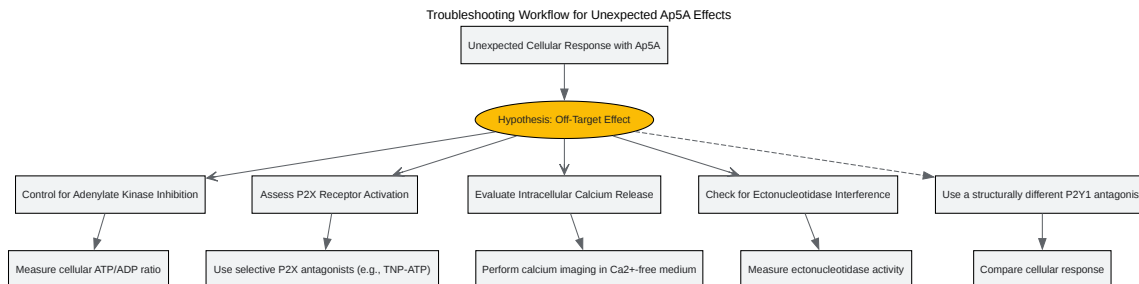 Troubleshooting Workflow for Unexpected Ap5A Effects
Unexpected Cellular Response with Ap5A
Hypothesis: Off-Target Effect
Control for Adenylate Kinase Inhibition
Assess P2X Receptor Activation
Evaluate Intracellular Calcium Release
Check for Ectonucleotidase Interference
Use a structurally different P2Y1 antagonis
Measure cellular ATP/ADP ratio
Use selective P2X antagonists (e.g., TNP-ATP)
Perform calcium imaging in Ca2+-free medium
Measure ectonucleotidase activity
Compare cellular response